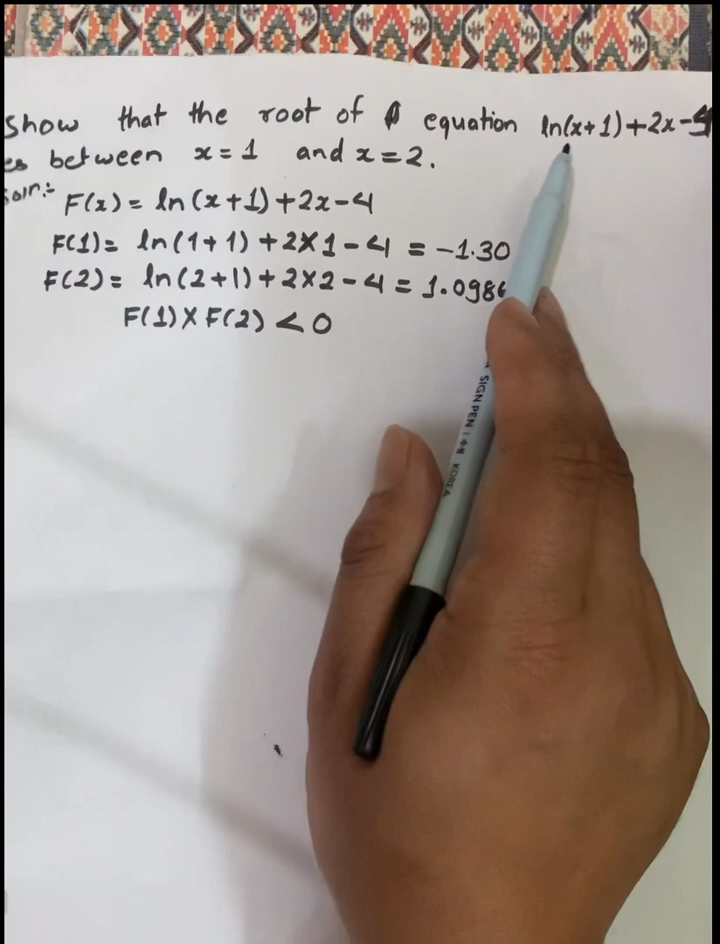 Show that the root of equation ln(x+1)+2x-4
es between x=1 and x=2.
Soln:-
F(x) = ln(x+1)+2x-4
F(1)= ln(1+1)+2×1-4 = -1.30
F(2)= ln(2+1)+2×2-4 = 1.0986
F(1)×F(2) < 0
SIGN PEN KOREA